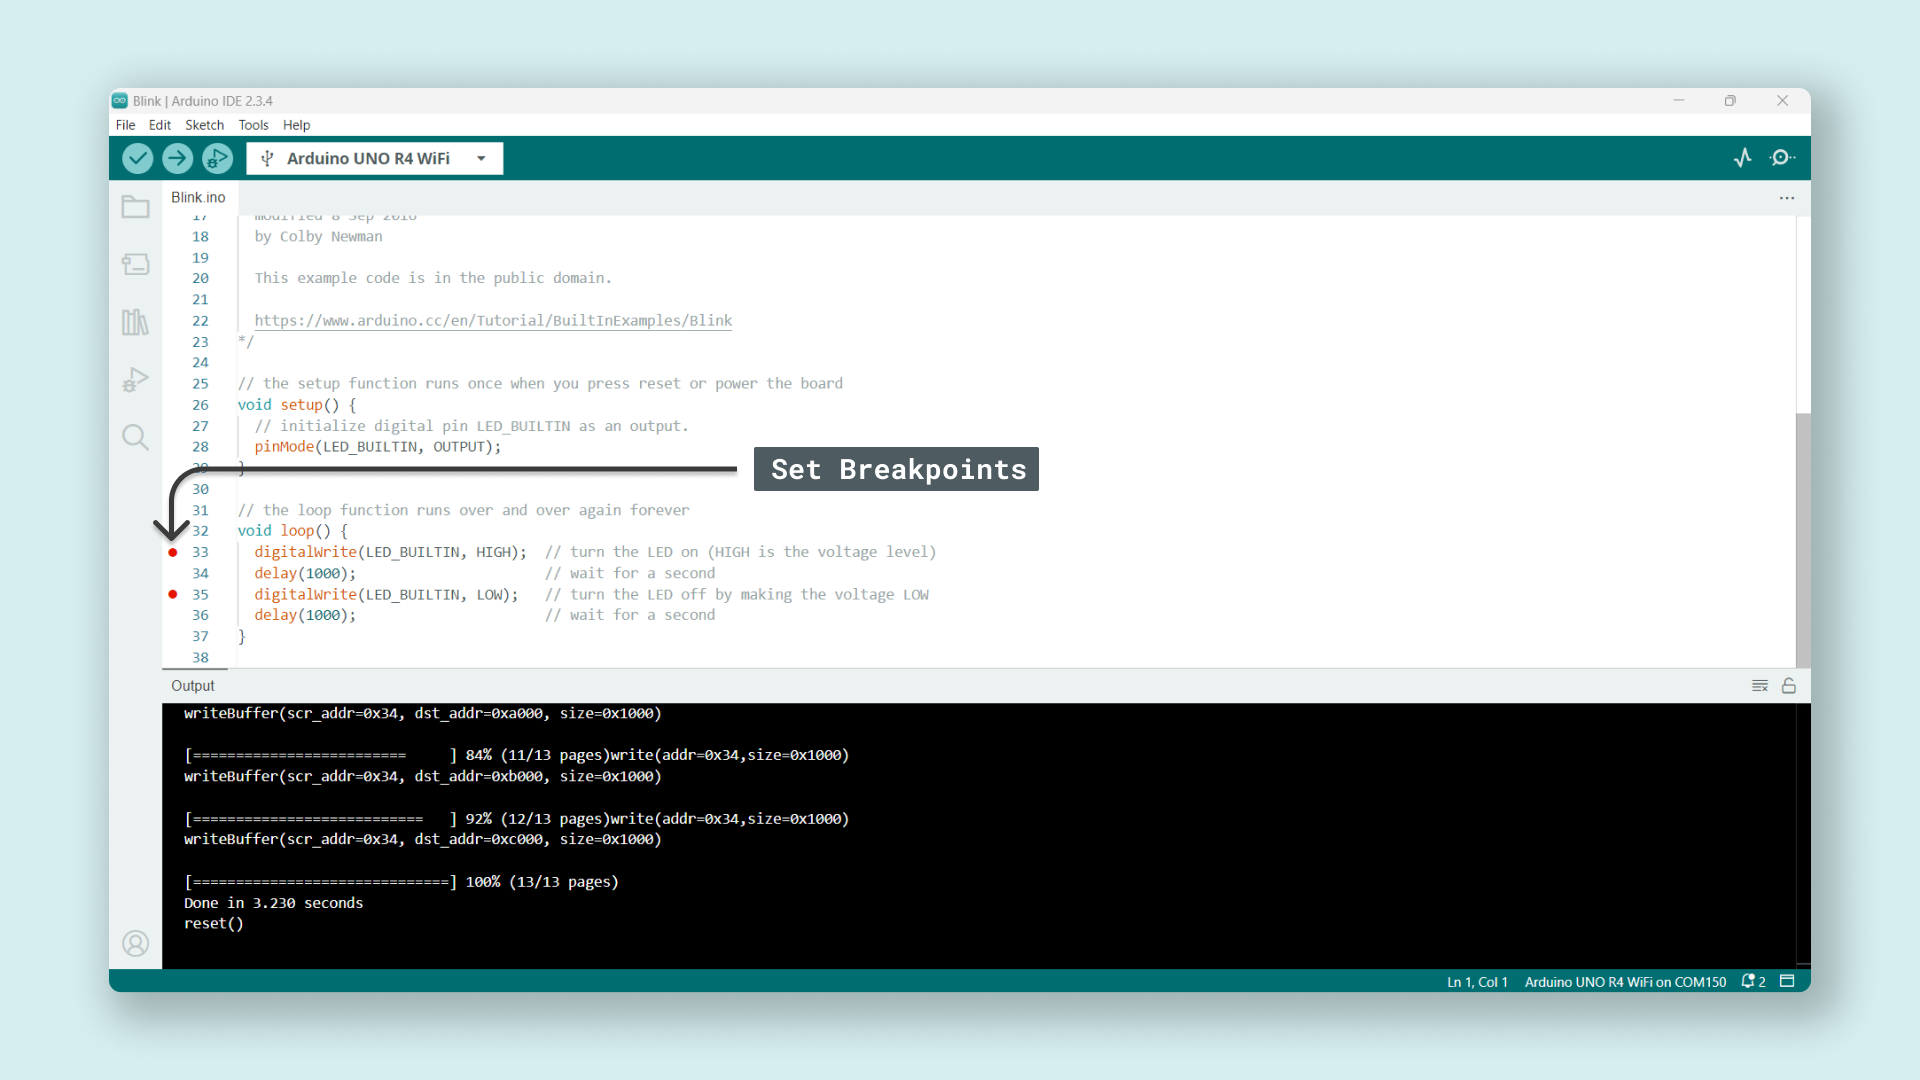 Blink | Arduino IDE 2.3.4
File Edit Sketch Tools Help
Arduino UNO R4 WiFi
Blink.ino
17 modified 8 Sep 2016
18 by Colby Newman
19
20 This example code is in the public domain.
21
22 https://www.arduino.cc/en/Tutorial/BuiltInExamples/Blink
23 */
24
25 // the setup function runs once when you press reset or power the board
26 void setup() {
27 // initialize digital pin LED_BUILTIN as an output.
28 pinMode(LED_BUILTIN, OUTPUT);
29 }
Set Breakpoints
30
31 // the loop function runs over and over again forever
32 void loop() {
33 digitalWrite(LED_BUILTIN, HIGH); // turn the LED on (HIGH is the voltage level)
34 delay(1000); // wait for a second
35 digitalWrite(LED_BUILTIN, LOW); // turn the LED off by making the voltage LOW
36 delay(1000); // wait for a second
37 }
38
Output
writeBuffer(scr_addr=0x34, dst_addr=0xa000, size=0x1000)
[========================= ] 84% (11/13 pages)write(addr=0x34,size=0x1000)
writeBuffer(scr_addr=0x34, dst_addr=0xb000, size=0x1000)
[=========================== ] 92% (12/13 pages)write(addr=0x34,size=0x1000)
writeBuffer(scr_addr=0x34, dst_addr=0xc000, size=0x1000)
[==============================] 100% (13/13 pages)
Done in 3.230 seconds
reset()
Ln 1, Col 1 Arduino UNO R4 WiFi on COM150 2